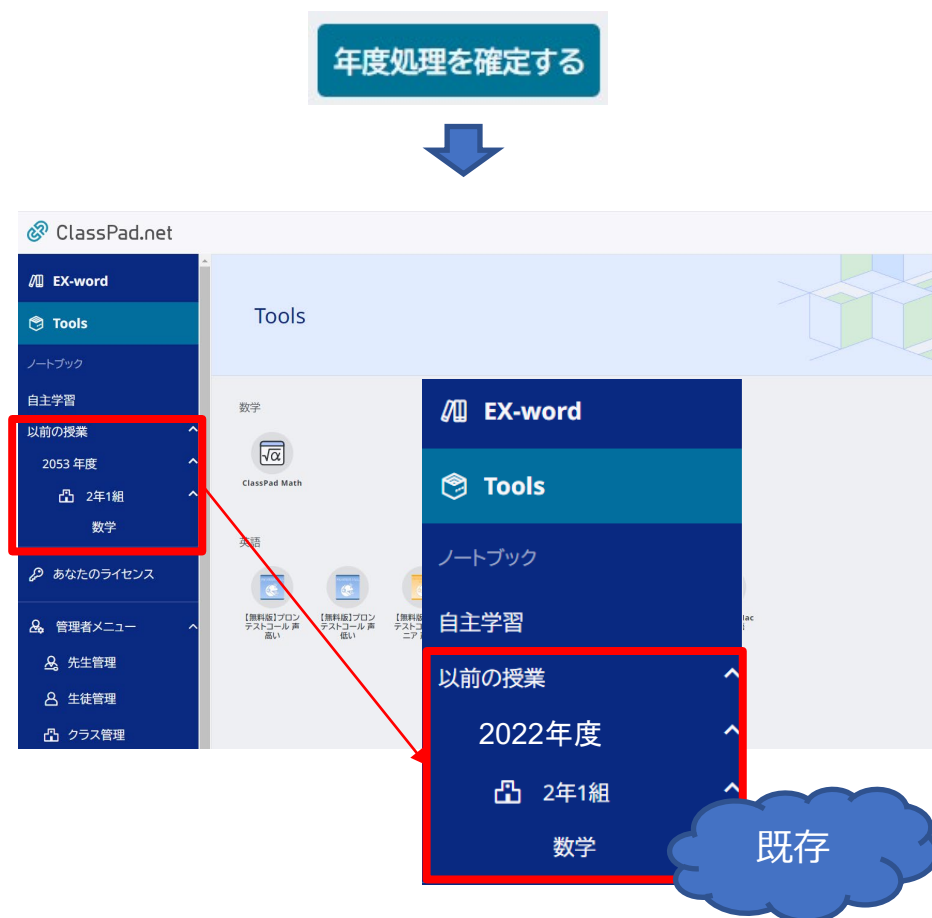 年度処理を確定する
ClassPad.net
EX-word
Tools
ノートブック
自主学習
以前の授業
2053 年度
2年1組
数学
あなたのライセンス
管理者メニュー
先生管理
生徒管理
クラス管理
Tools
数学
ClassPad Math
英語
【無料版】ブロン
テストコール 声
高い
【無料版】ブロン
テストコール 声
低い
EX-word
Tools
ノートブック
自主学習
以前の授業
2022年度
2年1組
数学
既存